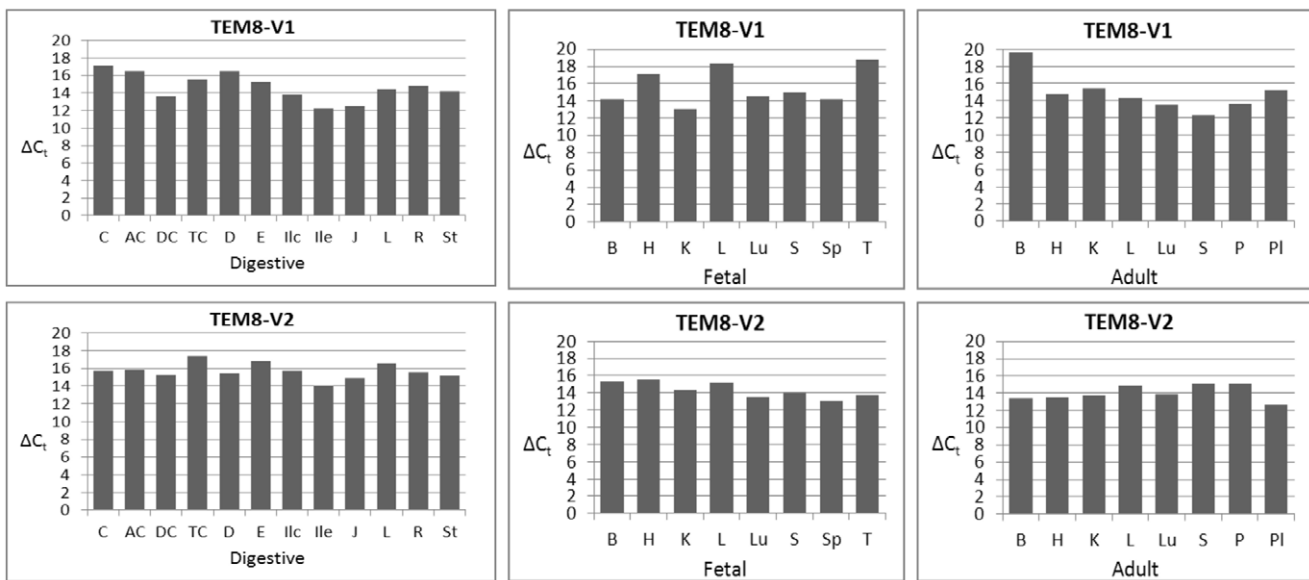 TEM8-V1
20
18
16
14
12
10
8
6
4
2
0
ΔCt
C AC DC TC D E Ilc Ile J L R St
Digestive
TEM8-V1
20
18
16
14
12
10
8
6
4
2
0
ΔCt
B H K L Lu S Sp T
Fetal
TEM8-V1
20
18
16
14
12
10
8
6
4
2
0
ΔCt
B H K L Lu S P Pl
Adult
TEM8-V2
20
18
16
14
12
10
8
6
4
2
0
ΔCt
C AC DC TC D E Ilc Ile J L R St
Digestive
TEM8-V2
20
18
16
14
12
10
8
6
4
2
0
ΔCt
B H K L Lu S Sp T
Fetal
TEM8-V2
20
18
16
14
12
10
8
6
4
2
0
ΔCt
B H K L Lu S P Pl
Adult